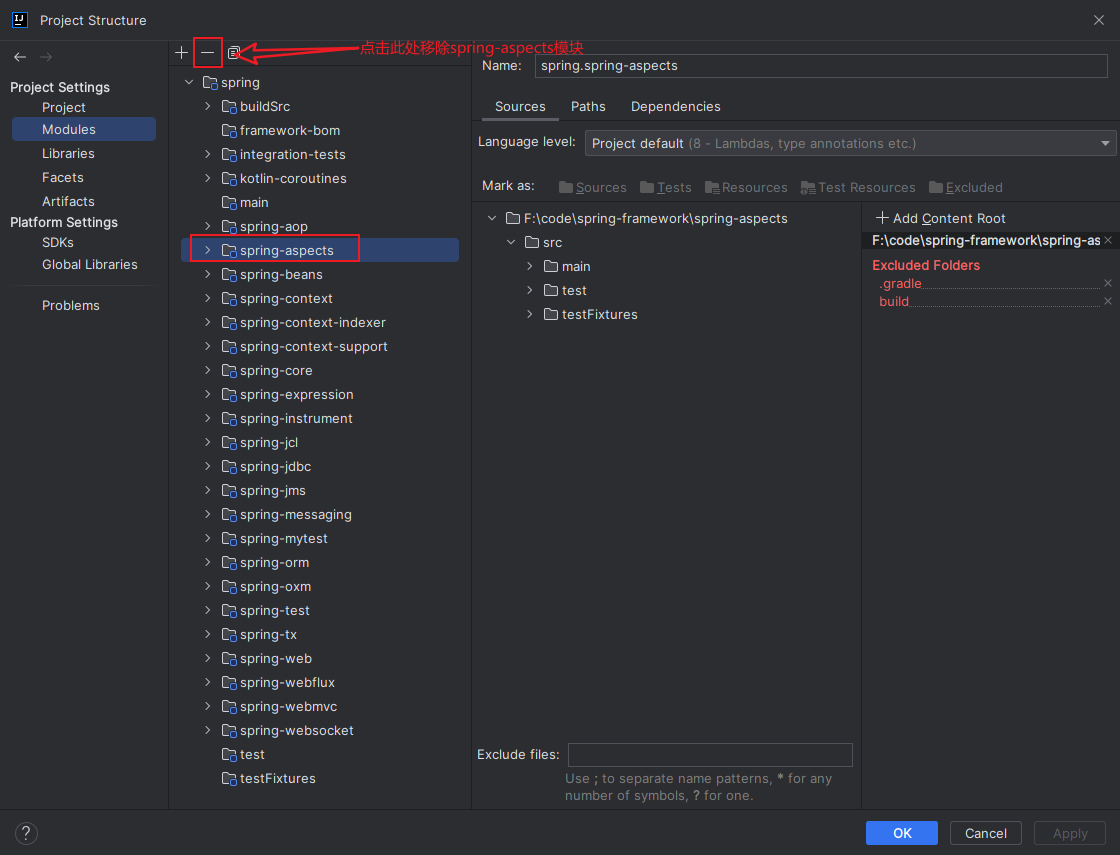 Project Structure
点击此处移除spring-aspects模块
Project Settings
Project
Modules
Libraries
Facets
Artifacts
Platform Settings
SDKs
Global Libraries
Problems
spring
buildSrc
framework-bom
integration-tests
kotlin-coroutines
main
spring-aop
spring-aspects
spring-beans
spring-context
spring-context-indexer
spring-context-support
spring-core
spring-expression
spring-instrument
spring-jcl
spring-jdbc
spring-jms
spring-messaging
spring-mytest
spring-orm
spring-oxm
spring-test
spring-tx
spring-web
spring-webflux
spring-webmvc
spring-websocket
test
testFixtures
Name: spring.spring-aspects
Sources Paths Dependencies
Language level: Project default (8 - Lambdas, type annotations etc.)
Mark as: Sources Tests Resources Test Resources Excluded
F:\code\spring-framework\spring-aspects
src
main
test
testFixtures
Add Content Root
F:\code\spring-framework\spring-as
Excluded Folders
.gradle
build
Exclude files:
Use ; to separate name patterns, * for any
number of symbols, ? for one.
? OK Cancel Apply